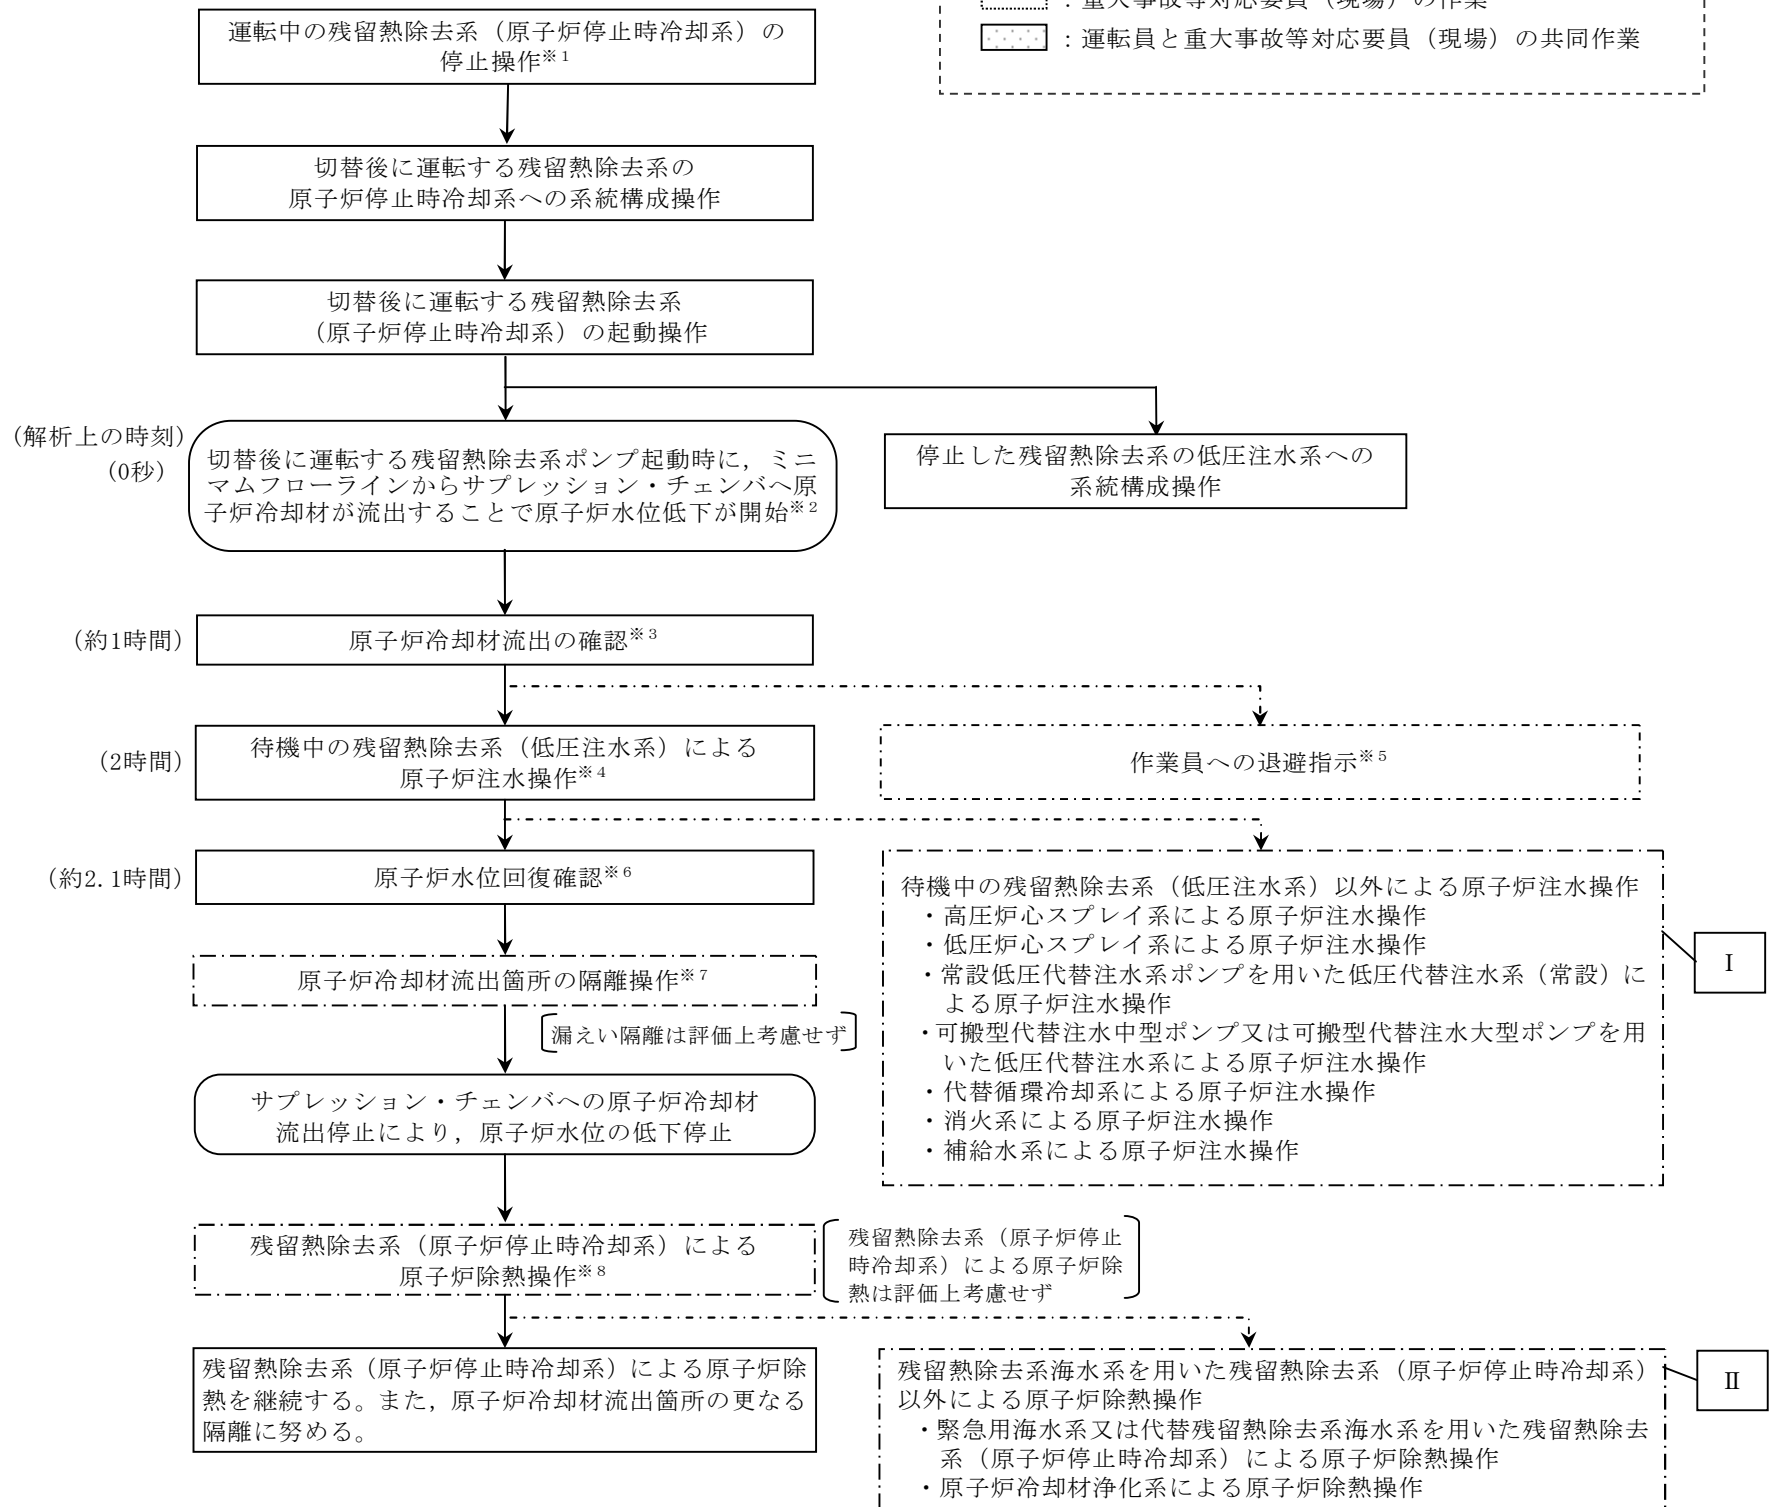 ：重大事故等対応要員（現場）の作業
：運転員と重大事故等対応要員（現場）の共同作業
運転中の残留熱除去系（原子炉停止時冷却系）の
停止操作※１
切替後に運転する残留熱除去系の
原子炉停止時冷却系への系統構成操作
切替後に運転する残留熱除去系
（原子炉停止時冷却系）の起動操作
（解析上の時刻）
（0秒）
切替後に運転する残留熱除去系ポンプ起動時に，ミニ
マムフローラインからサプレッション・チェンバへ原
子炉冷却材が流出することで原子炉水位低下が開始※２
停止した残留熱除去系の低圧注水系への
系統構成操作
（約1時間）
原子炉冷却材流出の確認※３
（2時間）
待機中の残留熱除去系（低圧注水系）による
原子炉注水操作※４
作業員への退避指示※５
（約2.1時間）
原子炉水位回復確認※６
待機中の残留熱除去系（低圧注水系）以外による原子炉注水操作
・高圧炉心スプレイ系による原子炉注水操作
・低圧炉心スプレイ系による原子炉注水操作
・常設低圧代替注水系ポンプを用いた低圧代替注水系（常設）に
よる原子炉注水操作
・可搬型代替注水中型ポンプ又は可搬型代替注水大型ポンプを用
いた低圧代替注水系による原子炉注水操作
・代替循環冷却系による原子炉注水操作
・消火系による原子炉注水操作
・補給水系による原子炉注水操作
Ⅰ
原子炉冷却材流出箇所の隔離操作※７
漏えい隔離は評価上考慮せず
サプレッション・チェンバへの原子炉冷却材
流出停止により，原子炉水位の低下停止
残留熱除去系（原子炉停止時冷却系）による
原子炉除熱操作※８
残留熱除去系（原子炉停止
時冷却系）による原子炉除
熱は評価上考慮せず
残留熱除去系（原子炉停止時冷却系）による原子炉除
熱を継続する。また，原子炉冷却材流出箇所の更なる
隔離に努める。
残留熱除去系海水系を用いた残留熱除去系（原子炉停止時冷却系）
以外による原子炉除熱操作
・緊急用海水系又は代替残留熱除去系海水系を用いた残留熱除去
系（原子炉停止時冷却系）による原子炉除熱操作
・原子炉冷却材浄化系による原子炉除熱操作
Ⅱ